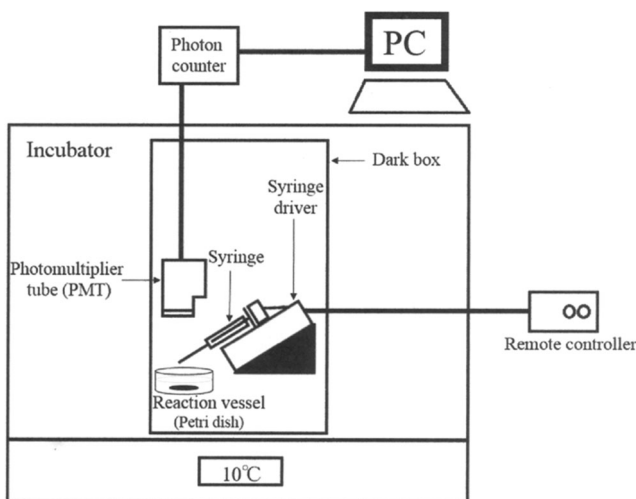 Photon
counter
PC
Incubator
Dark box
Syringe
driver
Syringe
Photomultiplier
tube (PMT)
Remote controller
Reaction vessel
(Petri dish)
10℃